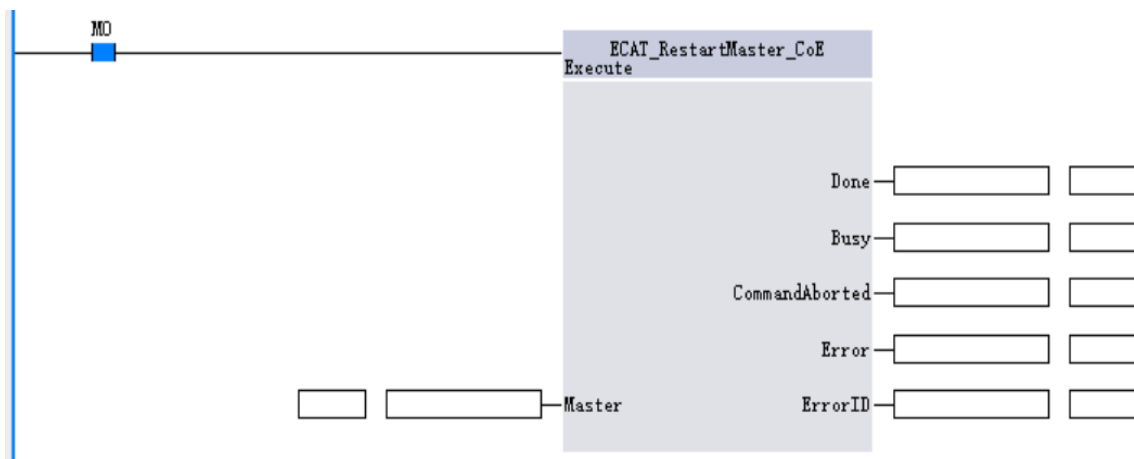 M0
ECAT_RestartMaster_CoE
Execute
Done
Busy
CommandAborted
Error
Master
ErrorID